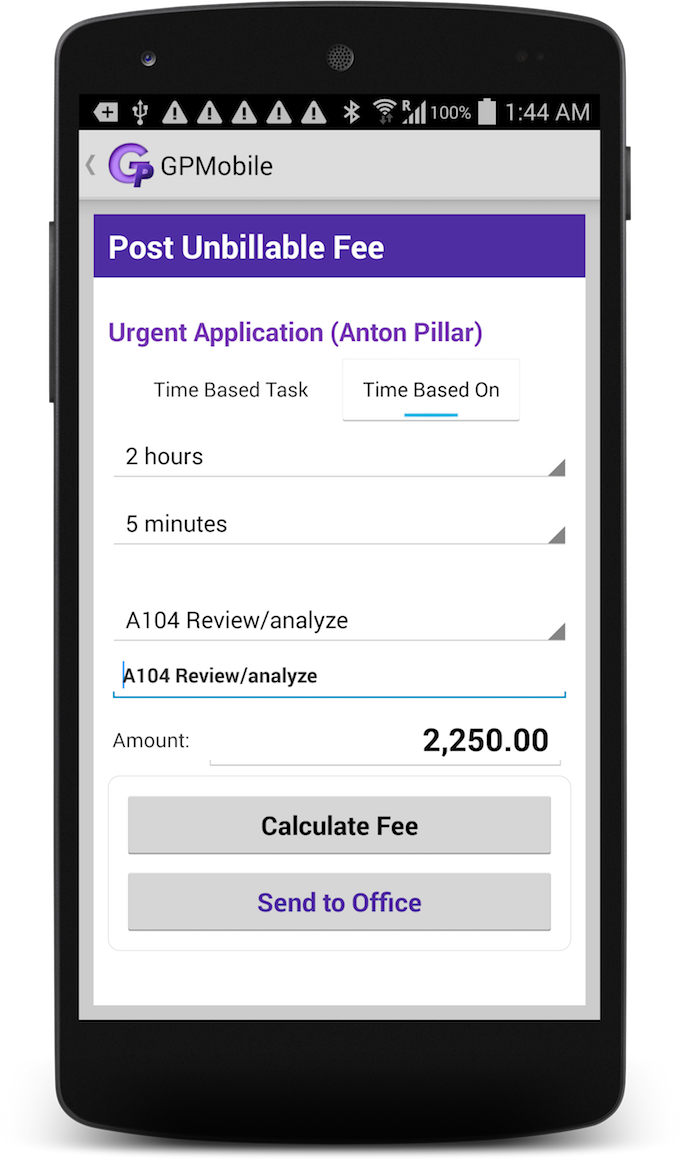 R
100%
1:44 AM
GP GPMobile
Post Unbillable Fee
Urgent Application (Anton Pillar)
Time Based Task
Time Based On
2 hours
5 minutes
A104 Review/analyze
A104 Review/analyze
Amount: 2,250.00
Calculate Fee
Send to Office